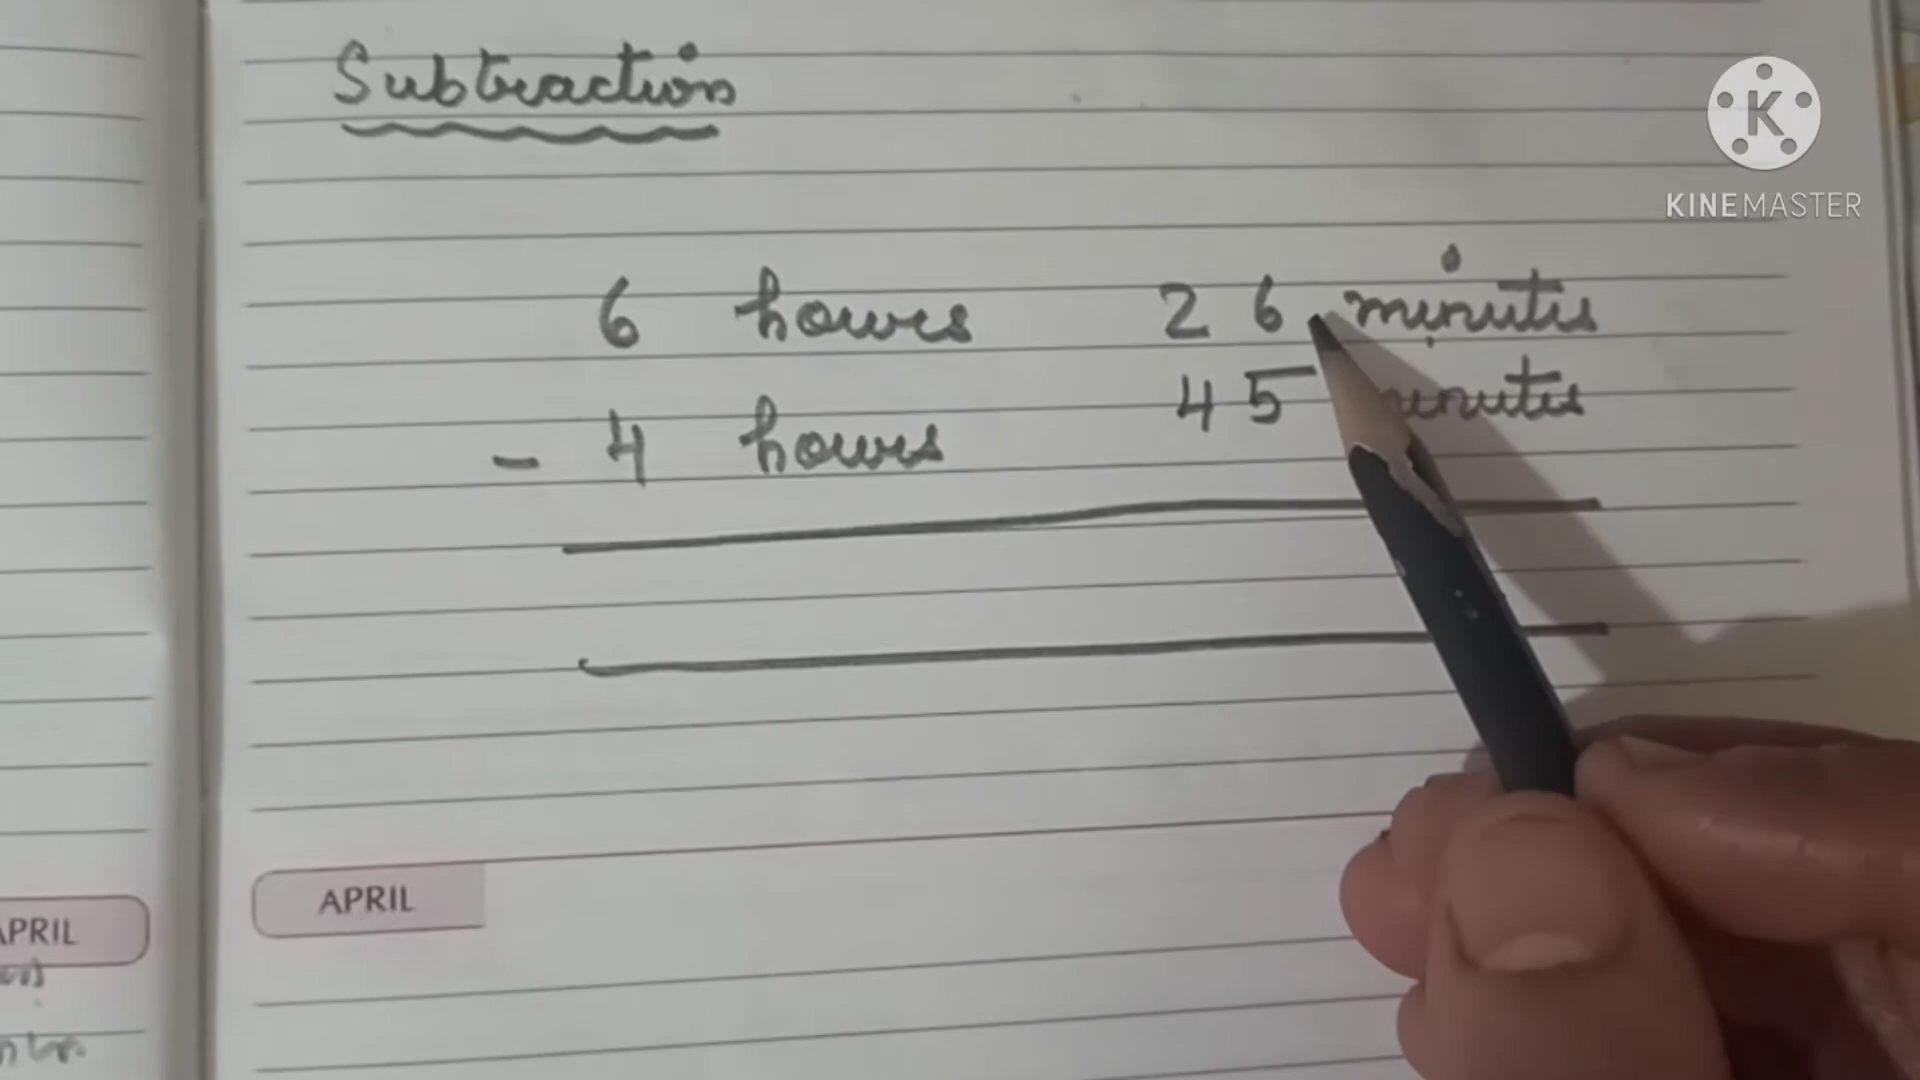 Subtraction
KINEMASTER
6 hours 26 minutes
- 4 hours 45 minutes
APRIL
APRIL